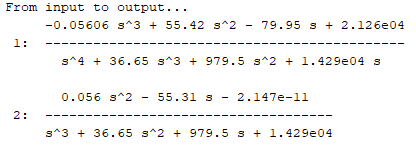 From input to output...
-0.05606 s^3 + 55.42 s^2 - 79.95 s + 2.126e04
1: ---------------------------------------------
s^4 + 36.65 s^3 + 979.5 s^2 + 1.429e04 s
0.056 s^2 - 55.31 s - 2.147e-11
2: ------------------------------------
s^3 + 36.65 s^2 + 979.5 s + 1.429e04